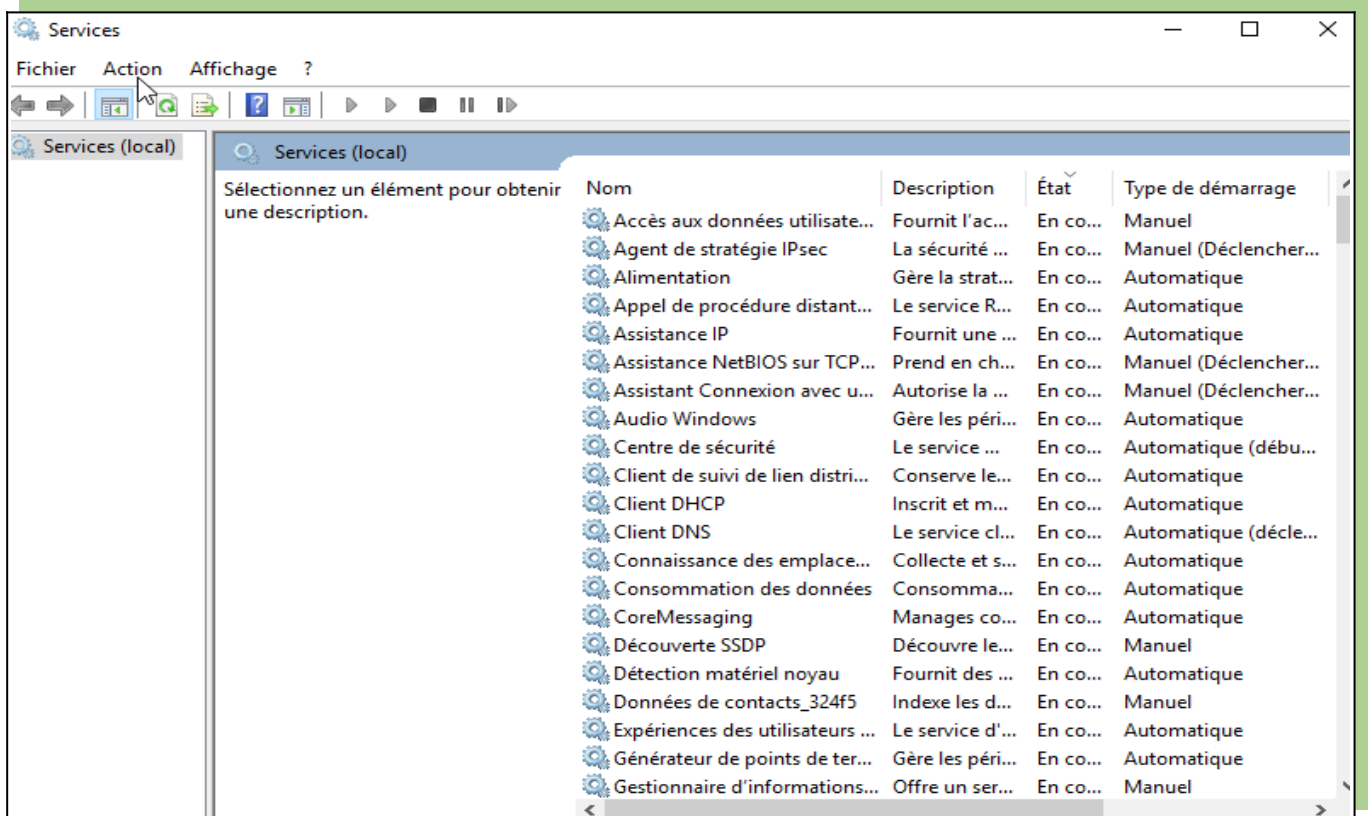 Services
Fichier Action Affichage ?
Services (local)
Services (local)
Sélectionnez un élément pour obtenir
une description.
Nom Description État Type de démarrage
Accès aux données utilisate... Fournit l'ac... En co... Manuel
Agent de stratégie IPsec La sécurité ... En co... Manuel (Déclencher...
Alimentation Gère la strat... En co... Automatique
Appel de procédure distant... Le service R... En co... Automatique
Assistance IP Fournit une ... En co... Automatique
Assistance NetBIOS sur TCP... Prend en ch... En co... Manuel (Déclencher...
Assistant Connexion avec u... Autorise la ... En co... Manuel (Déclencher...
Audio Windows Gère les péri... En co... Automatique
Centre de sécurité Le service ... En co... Automatique (débu...
Client de suivi de lien distri... Conserve le... En co... Automatique
Client DHCP Inscrit et m... En co... Automatique
Client DNS Le service cl... En co... Automatique (décle...
Connaissance des emplace... Collecte et s... En co... Automatique
Consommation des données Consomma... En co... Automatique
CoreMessaging Manages co... En co... Automatique
Découverte SSDP Découvre le... En co... Manuel
Détection matériel noyau Fournit des ... En co... Automatique
Données de contacts_324f5 Indexe les d... En co... Manuel
Expériences des utilisateurs ... Le service d'... En co... Automatique
Générateur de points de ter... Gère les péri... En co... Automatique
Gestionnaire d'informations... Offre un ser... En co... Manuel